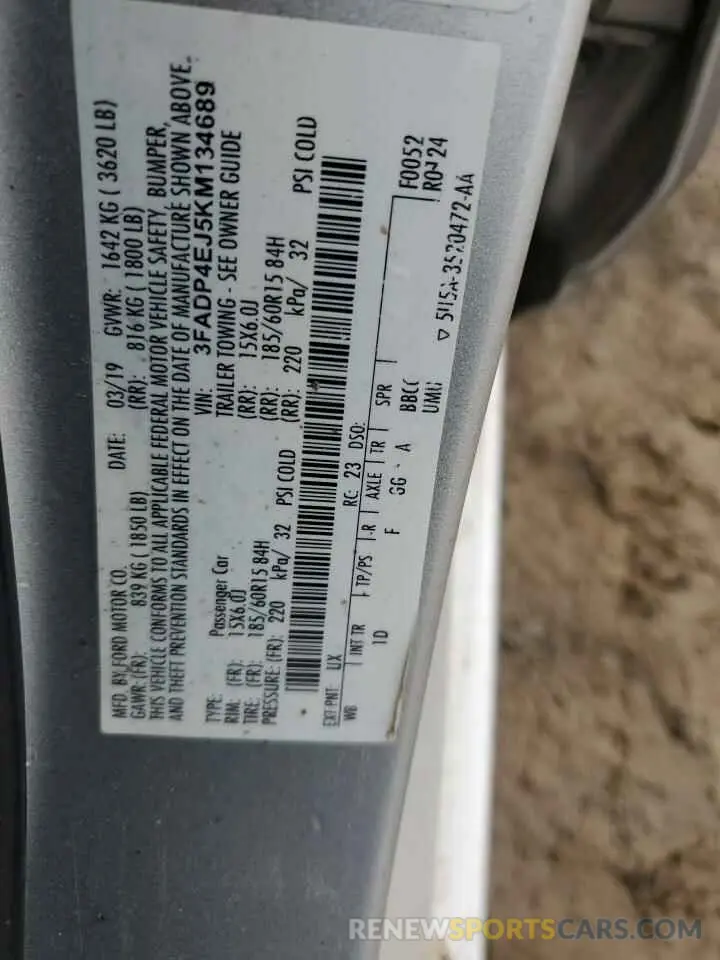 MFD. BY FORD MOTOR CO. DATE: 03/19 GVWR: 1642 KG ( 3620 LB)
GAWR: (FR): 839 KG ( 1850 LB) (RR): 816 KG ( 1800 LB)
THIS VEHICLE CONFORMS TO ALL APPLICABLE FEDERAL MOTOR VEHICLE SAFETY, BUMPER,
AND THEFT PREVENTION STANDARDS IN EFFECT ON THE DATE OF MANUFACTURE SHOWN ABOVE.
VIN: 3FADP4EJ5KM134689
TYPE: Passenger Car TRAILER TOWING - SEE OWNER GUIDE
RIM: (FR): 15X6.0J (RR): 15X6.0J
TIRE: (FR): 185/60R15 84H (RR): 185/60R15 84H
PRESSURE: (FR): 220 kPa/ 32 PSI COLD (RR): 220 kPa/ 32 PSI COLD
EXT PNT: UX RC: 23 DSO: F0052
WB INT TR TP/PS R AXLE TR SPR
1D F GG A BBCC
RENEWSPORTSCARS.COM